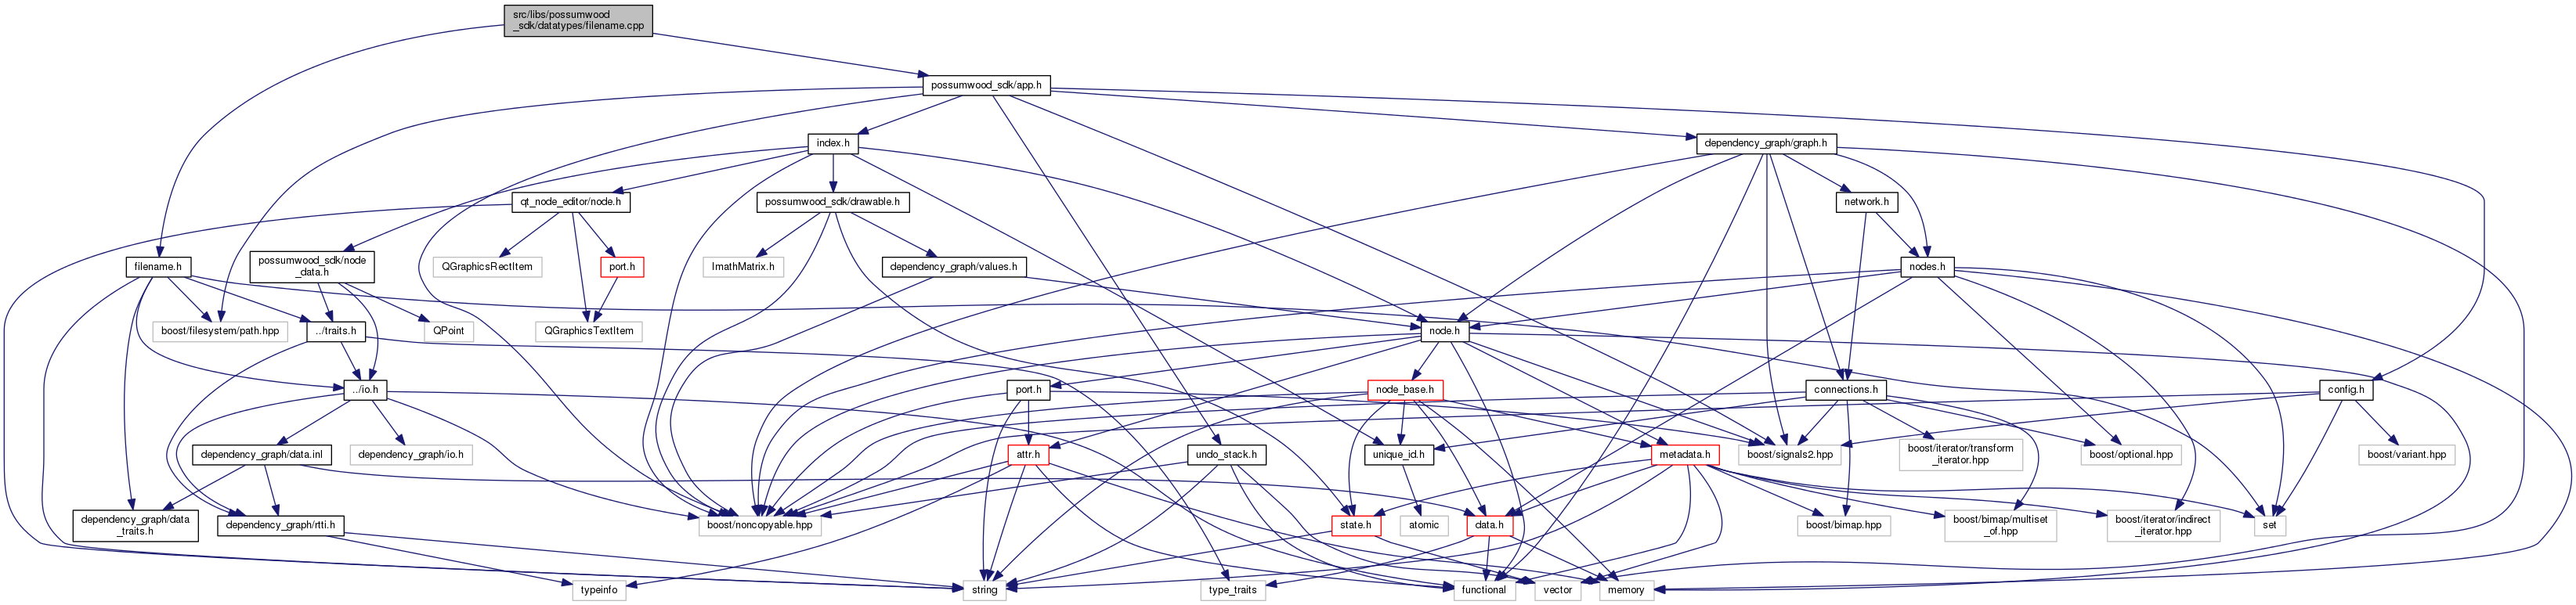 src/libs/possumwood
_sdk/datatypes/filename.cpp
possumwood_sdk/app.h
index.h
dependency_graph/graph.h
qt_node_editor/node.h
possumwood_sdk/drawable.h
network.h
filename.h
possumwood_sdk/node
_data.h
QGraphicsRectItem
port.h
ImathMatrix.h
dependency_graph/values.h
nodes.h
boost/filesystem/path.hpp
../traits.h
QPoint
QGraphicsTextItem
node.h
../io.h
port.h
node_base.h
connections.h
config.h
dependency_graph/data.inl
dependency_graph/io.h
attr.h
undo_stack.h
unique_id.h
metadata.h
boost/signals2.hpp
boost/iterator/transform
_iterator.hpp
boost/optional.hpp
boost/variant.hpp
dependency_graph/data
_traits.h
dependency_graph/rtti.h
boost/noncopyable.hpp
state.h
atomic
data.h
boost/bimap.hpp
boost/bimap/multiset
_of.hpp
boost/iterator/indirect
_iterator.hpp
set
typeinfo
string
type_traits
functional
vector
memory